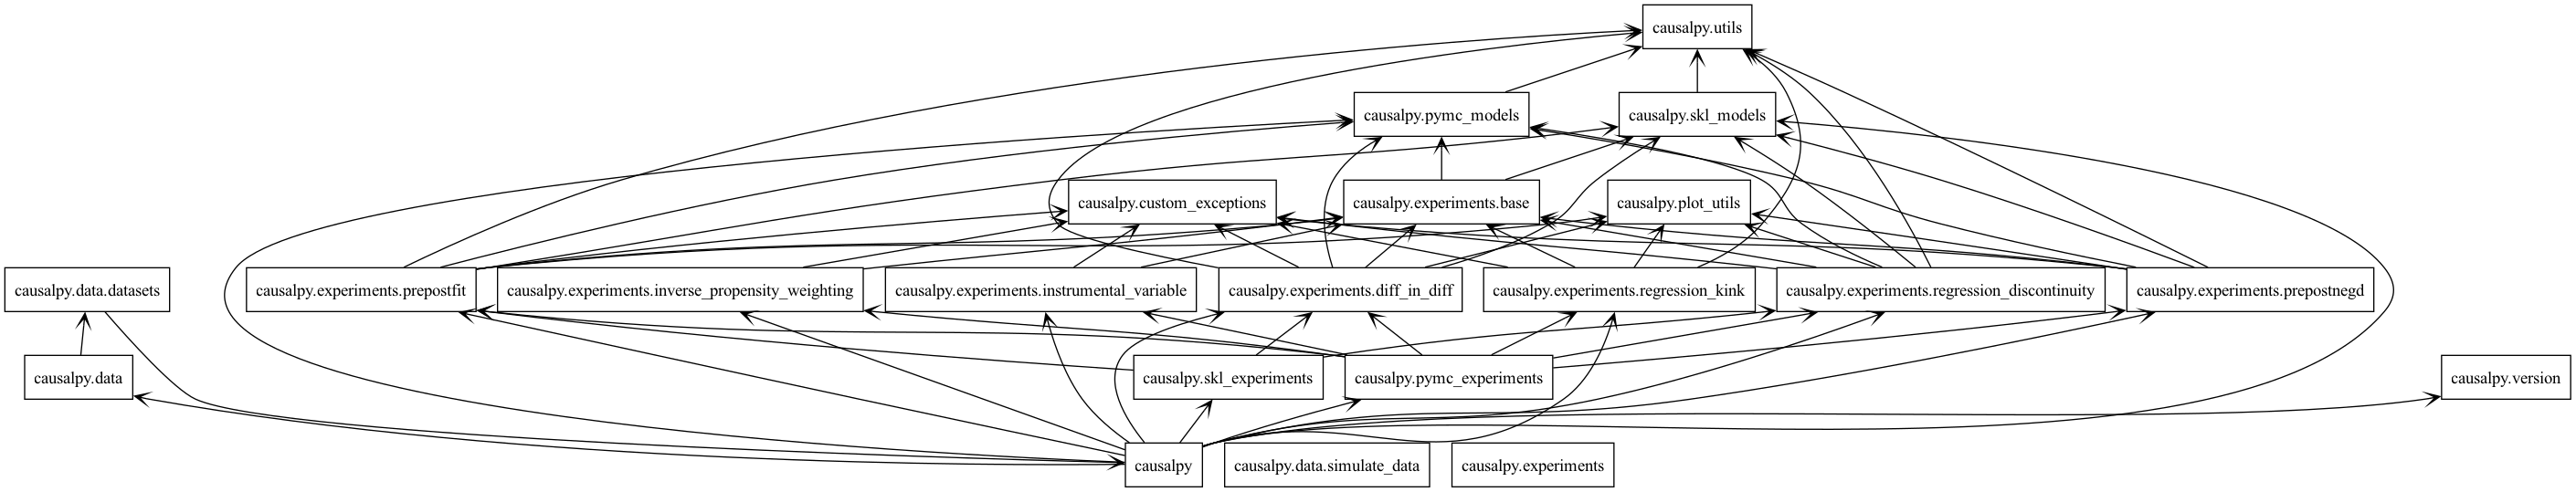 causalpy.utils
causalpy.pymc_models
causalpy.skl_models
causalpy.custom_exceptions
causalpy.experiments.base
causalpy.plot_utils
causalpy.data.datasets
causalpy.experiments.prepostfit
causalpy.experiments.inverse_propensity_weighting
causalpy.experiments.instrumental_variable
causalpy.experiments.diff_in_diff
causalpy.experiments.regression_kink
causalpy.experiments.regression_discontinuity
causalpy.experiments.prepostnegd
causalpy.data
causalpy.skl_experiments
causalpy.pymc_experiments
causalpy.version
causalpy
causalpy.data.simulate_data
causalpy.experiments